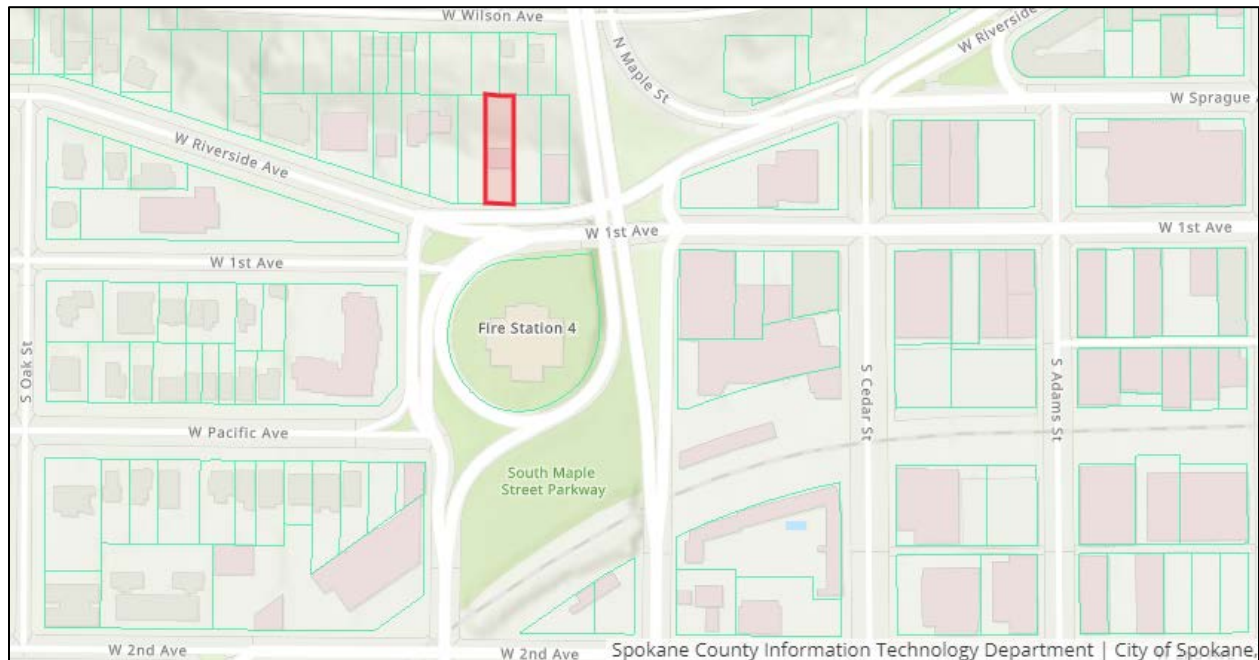 W Wilson Ave
N Maple St
W Riverside
W Sprague
W Riverside Ave
W 1st Ave
W 1st Ave
W 1st Ave
Fire Station 4
S Oak St
S Cedar St
S Adams St
W Pacific Ave
South Maple
Street Parkway
W 2nd Ave
W 2nd Ave
Spokane County Information Technology Department | City of Spokane